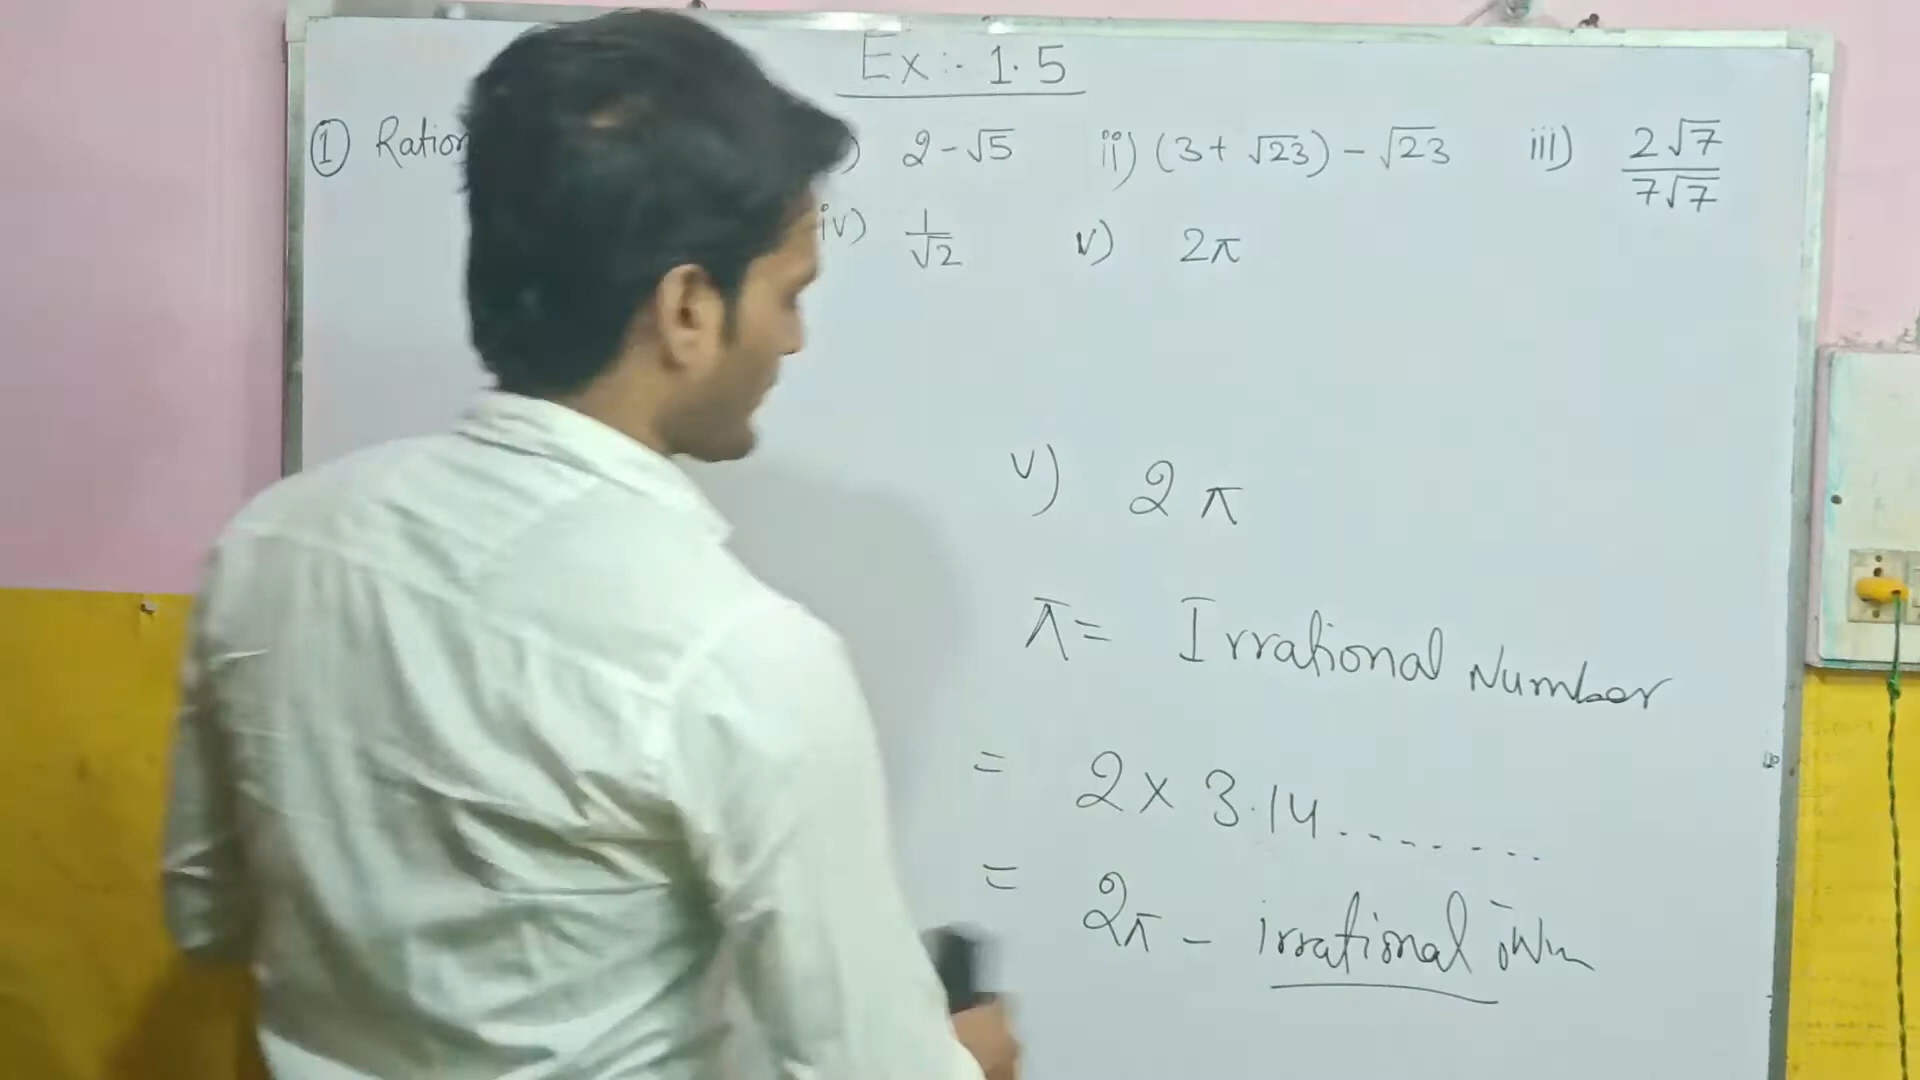 Ex:- 1.5
① Ration ) 2-√5 ii) (3+√23)-√23 iii) 2√7/7√7
iv) 1/√2 v) 2π
v) 2π
π= Irrational Number
= 2×3.14........
= 2π - irrational